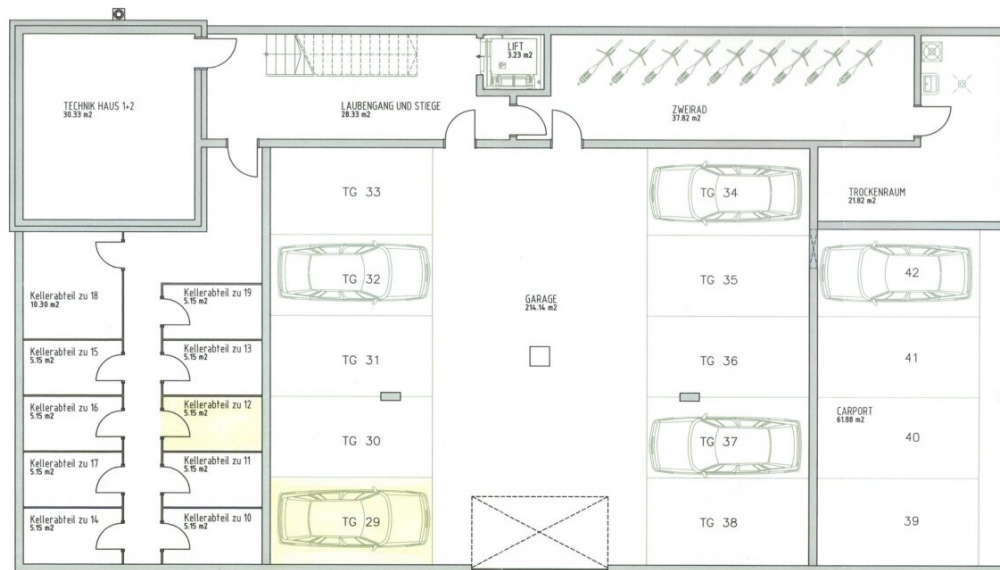 LIFT
3.23 m2
TECHNIK HAUS 1+2
30.33 m2
LAUBENGANG UND STIEGE
28.33 m2
ZWEIRAD
37.82 m2
TROCKENRAUM
21.82 m2
TG 33
TG 34
TG 32
TG 35
42
Kellerabteil zu 18
10.30 m2
Kellerabteil zu 19
5.15 m2
GARAGE
214.14 m2
Kellerabteil zu 15
5.15 m2
Kellerabteil zu 13
5.15 m2
TG 31
TG 36
41
Kellerabteil zu 16
5.15 m2
Kellerabteil zu 12
5.15 m2
CARPORT
61.88 m2
TG 30
TG 37
40
Kellerabteil zu 17
5.15 m2
Kellerabteil zu 11
5.15 m2
Kellerabteil zu 14
5.15 m2
Kellerabteil zu 10
5.15 m2
TG 29
TG 38
39